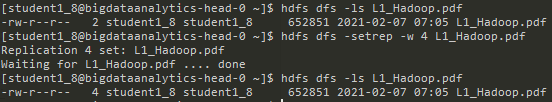 [student1_8@bigdataanalytics-head-0 ~]$ hdfs dfs -ls L1_Hadoop.pdf
-rw-r--r--   2 student1_8 student1_8     652851 2021-02-07 07:05 L1_Hadoop.pdf
[student1_8@bigdataanalytics-head-0 ~]$ hdfs dfs -setrep -w 4 L1_Hadoop.pdf
Replication 4 set: L1_Hadoop.pdf
Waiting for L1_Hadoop.pdf .... done
[student1_8@bigdataanalytics-head-0 ~]$ hdfs dfs -ls L1_Hadoop.pdf
-rw-r--r--   4 student1_8 student1_8     652851 2021-02-07 07:05 L1_Hadoop.pdf